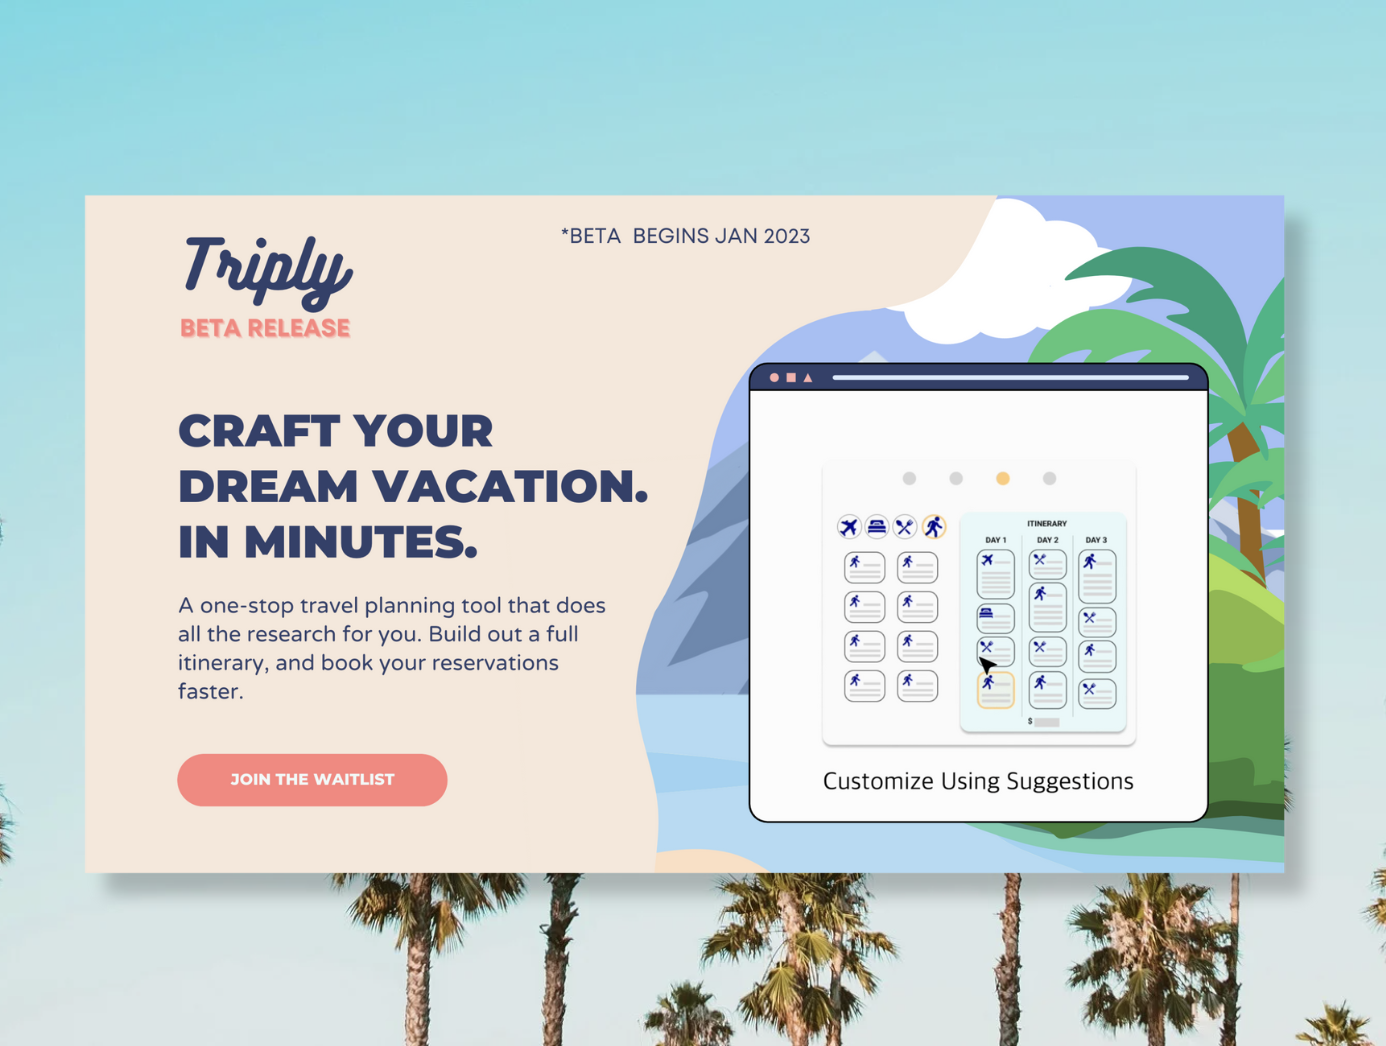 Triply
BETA RELEASE
*BETA BEGINS JAN 2023
CRAFT YOUR
DREAM VACATION.
IN MINUTES.
A one-stop travel planning tool that does
all the research for you. Build out a full
itinerary, and book your reservations
faster.
JOIN THE WAITLIST
ITINERARY
DAY 1 DAY 2 DAY 3
$
Customize Using Suggestions